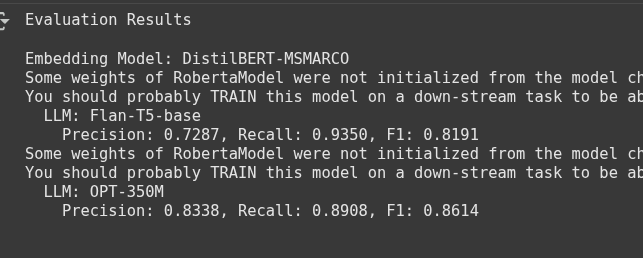 Evaluation Results
Embedding Model: DistilBERT-MSMARCO
Some weights of RobertaModel were not initialized from the model ch
You should probably TRAIN this model on a down-stream task to be ab
LLM: Flan-T5-base
Precision: 0.7287, Recall: 0.9350, F1: 0.8191
Some weights of RobertaModel were not initialized from the model ch
You should probably TRAIN this model on a down-stream task to be ab
LLM: OPT-350M
Precision: 0.8338, Recall: 0.8908, F1: 0.8614